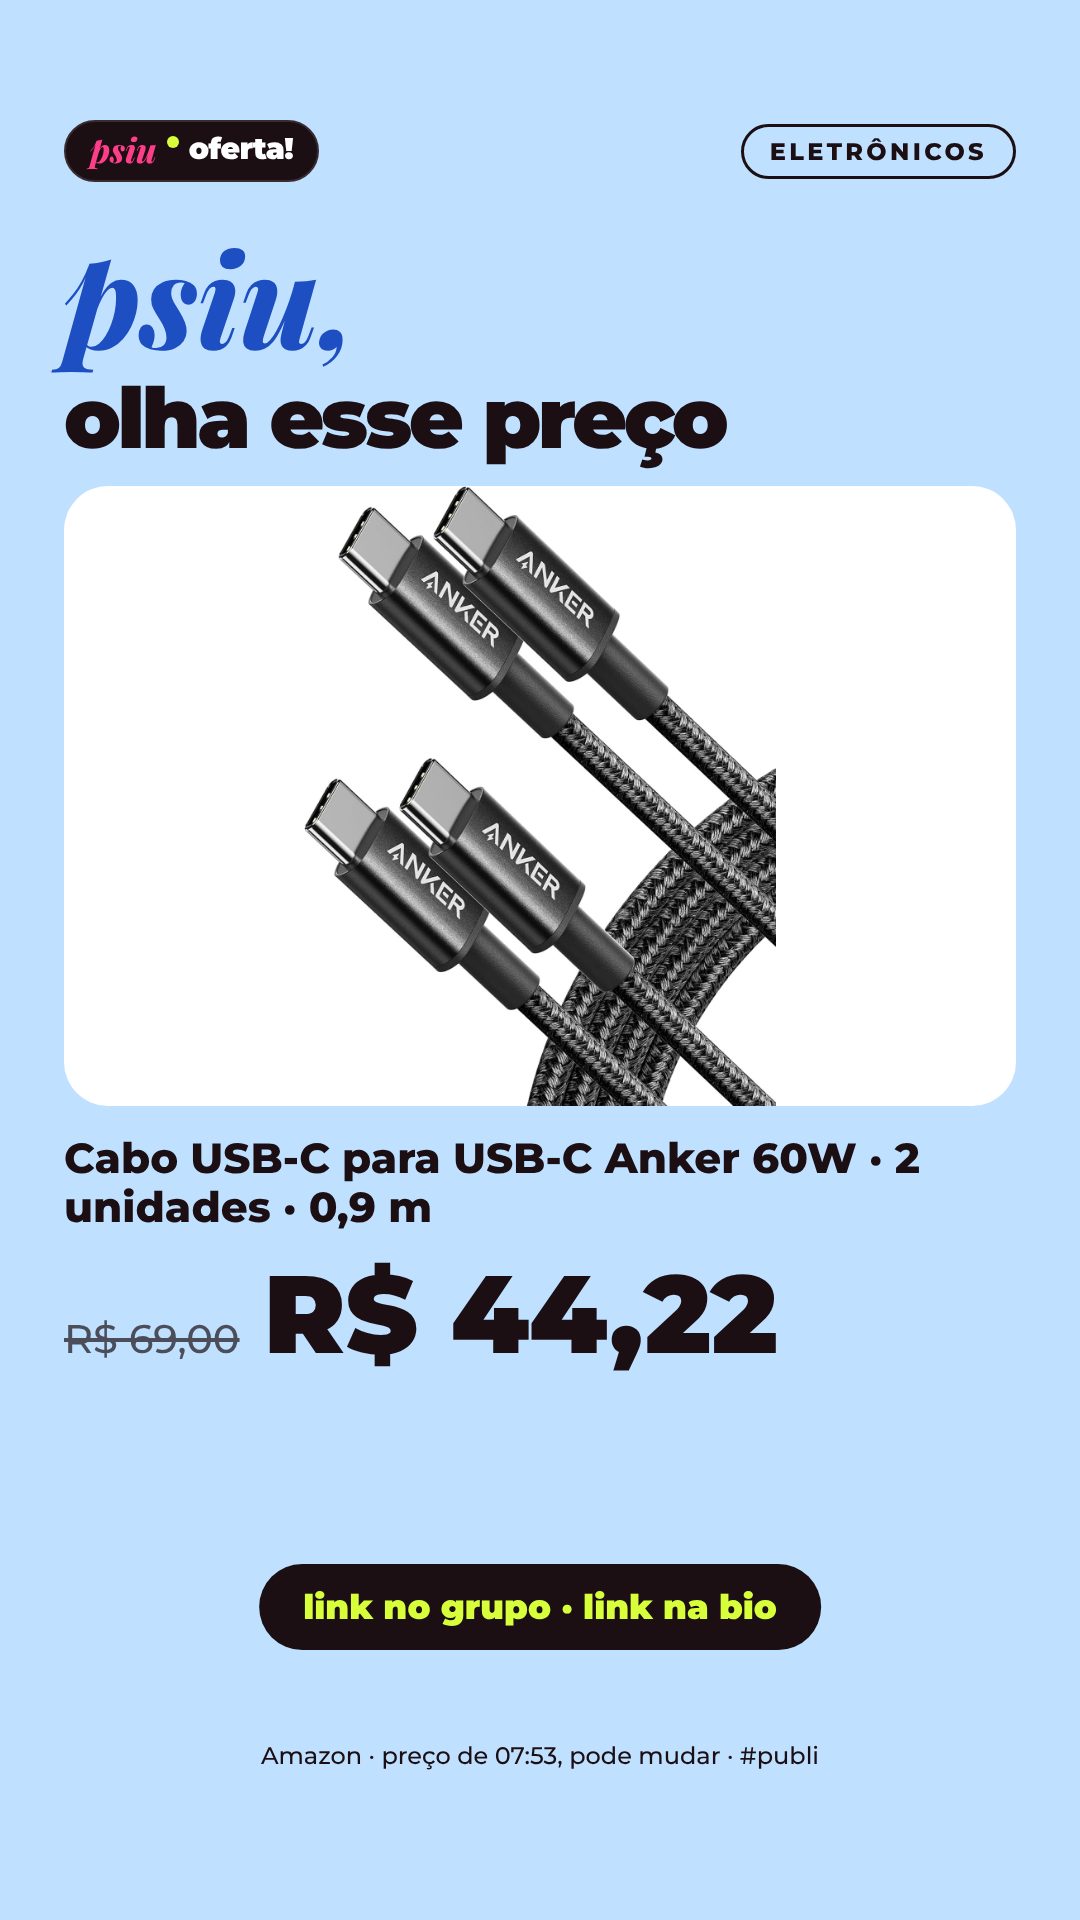 psiu • oferta!
ELETRÔNICOS
psiu,
olha esse preço
ANKER
ANKER
ANKER
ANKER
Cabo USB-C para USB-C Anker 60W · 2
unidades · 0,9 m
R$ 69,00 R$ 44,22
link no grupo · link na bio
Amazon · preço de 07:53, pode mudar · #publi